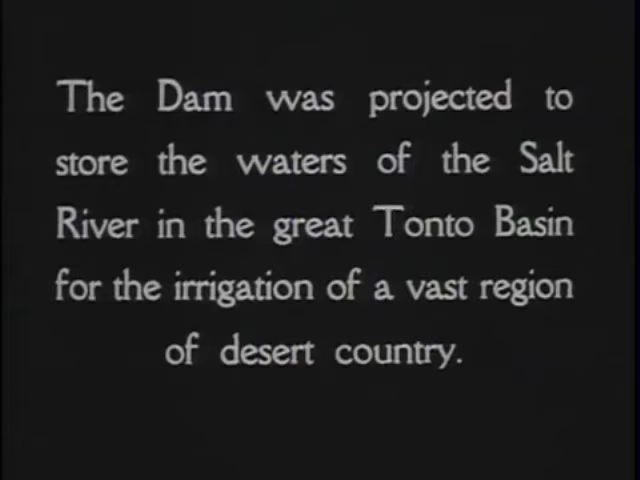 The Dam was projected to
store the waters of the Salt
River in the great Tonto Basin
for the irrigation of a vast region
of desert country.